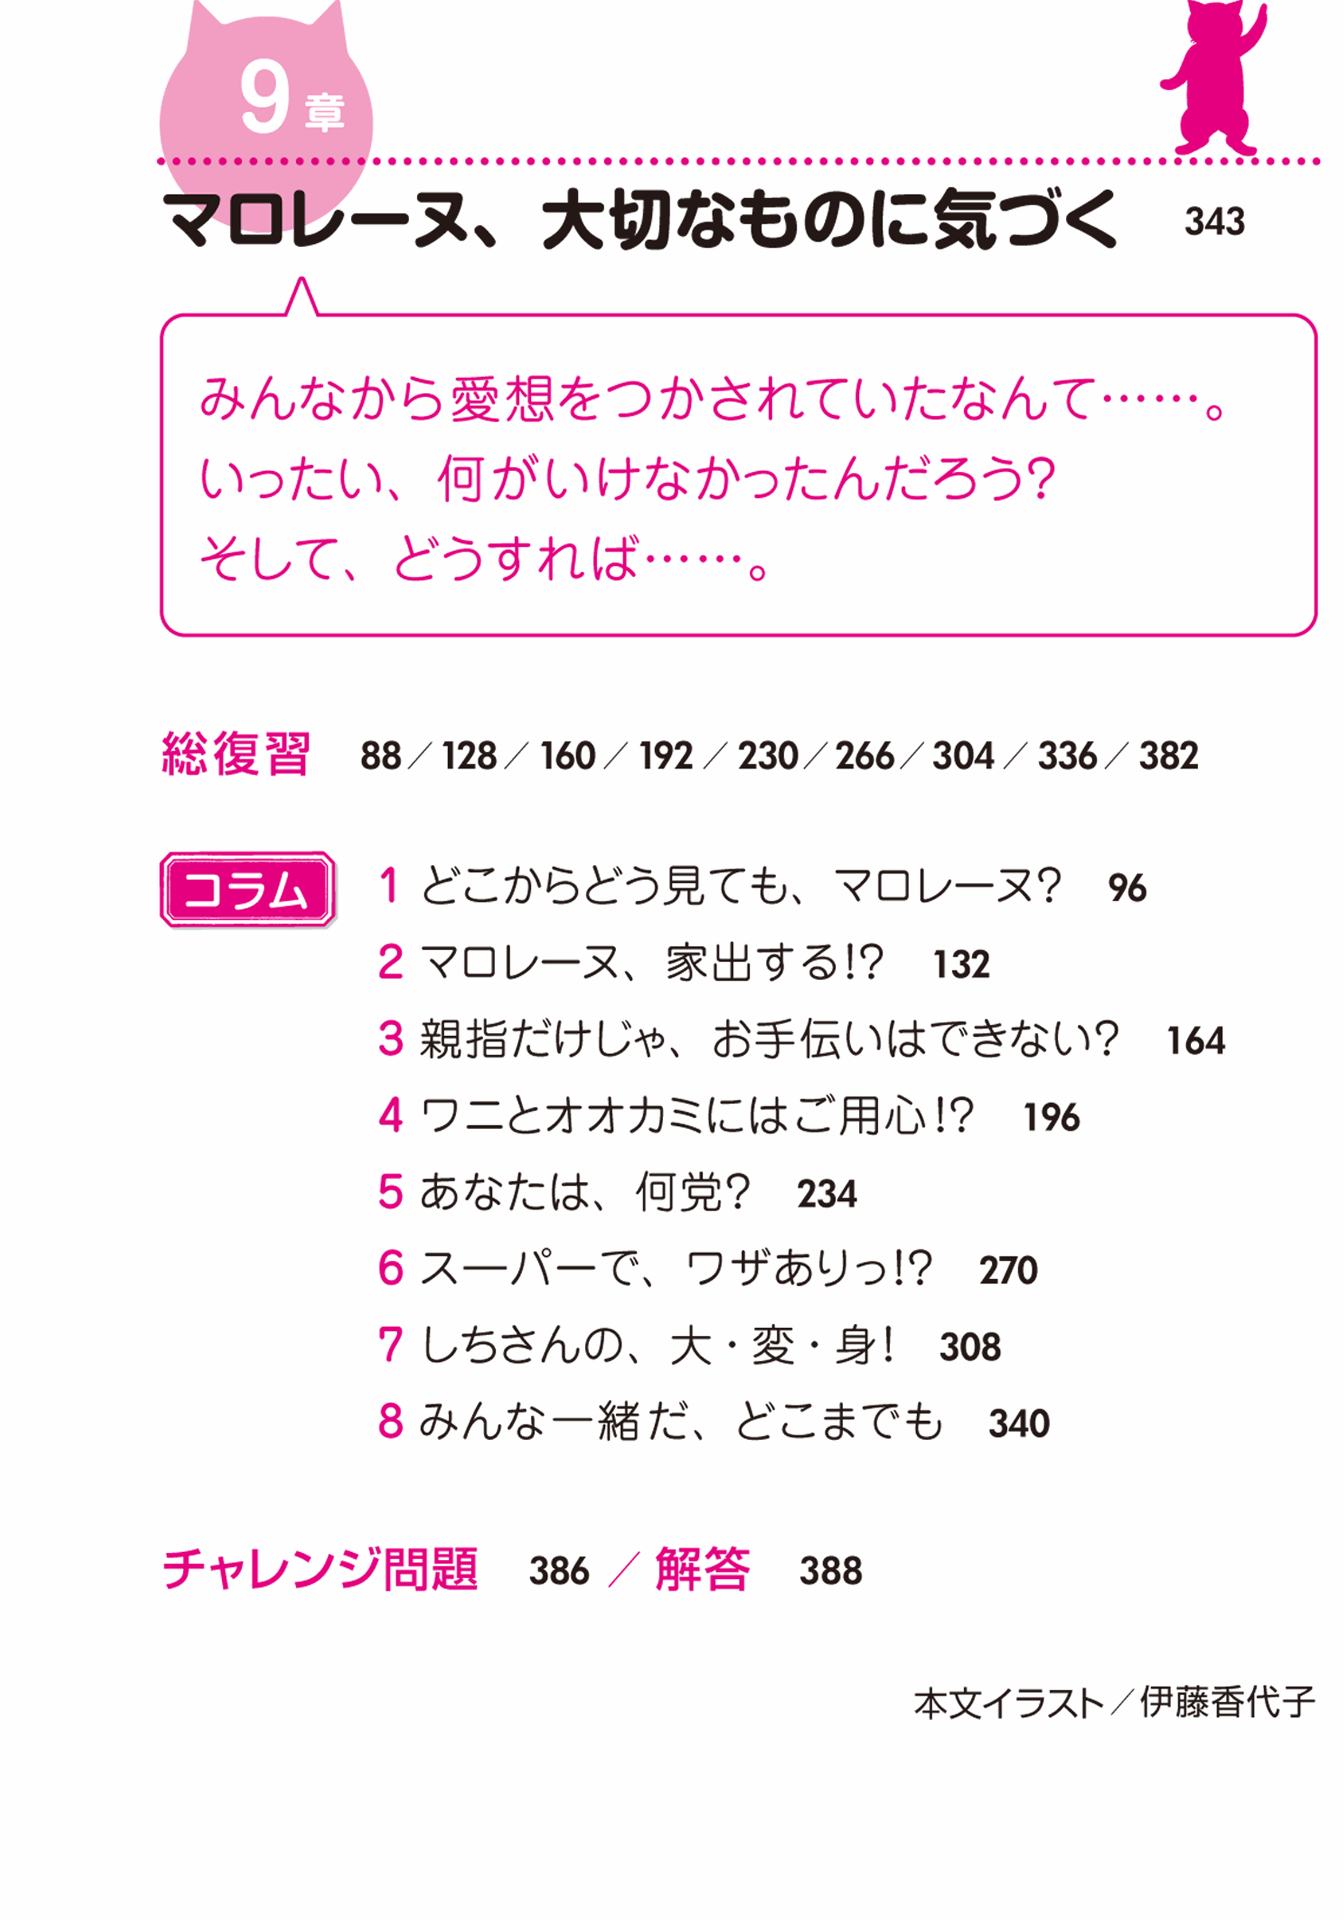 9章
マロレーヌ、大切なものに気づく 343
みんなから愛想をつかされていたなんて……。
いったい、何がいけなかったんだろう?
そして、どうすれば……。
総復習 88／128／160／192／230／266／304／336／382
コラム 1 どこからどう見ても、マロレーヌ? 96
2 マロレーヌ、家出する!? 132
3 親指だけじゃ、お手伝いはできない? 164
4 ワニとオオカミにはご用心!? 196
5 あなたは、何党? 234
6 スーパーで、ワザありっ!? 270
7 しちさんの、大・変・身! 308
8 みんな一緒だ、どこまでも 340
チャレンジ問題 386 ／ 解答 388
本文イラスト／伊藤香代子